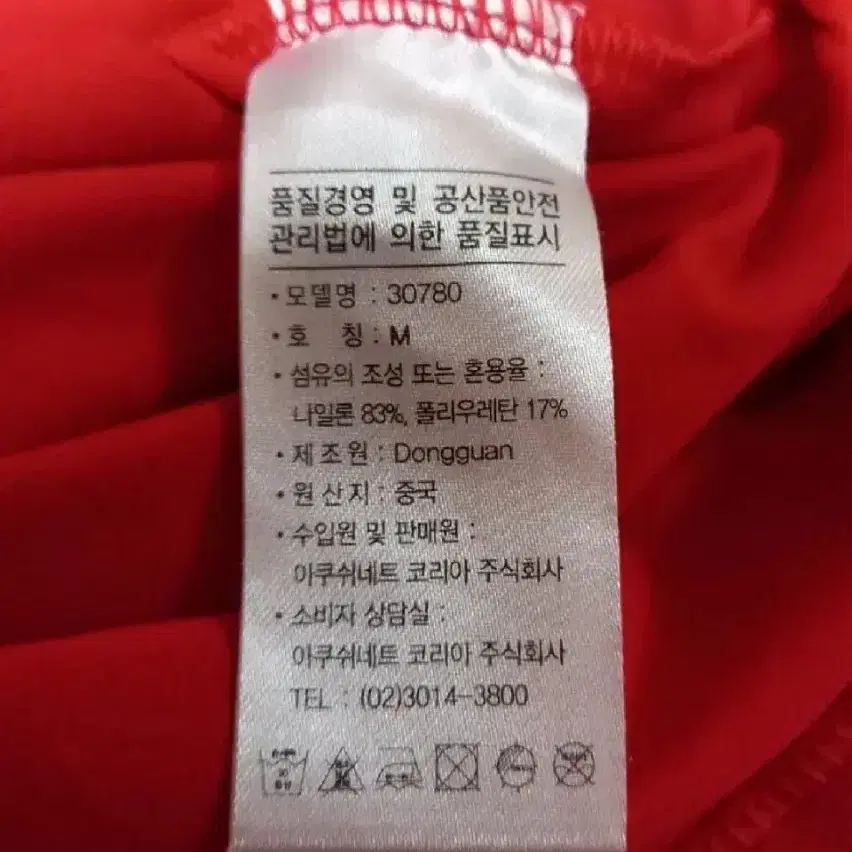 품질경영 및 공산품안전
관리법에 의한 품질표시
· 모델명 : 30780
· 호 칭 : M
· 섬유의 조성 또는 혼용율 :
나일론 83%, 폴리우레탄 17%
· 제조원 : Dongguan
· 원산지 : 중국
· 수입원 및 판매원 :
아쿠쉬네트 코리아 주식회사
· 소비자 상담실 :
아쿠쉬네트 코리아 주식회사
TEL : (02)3014-3800